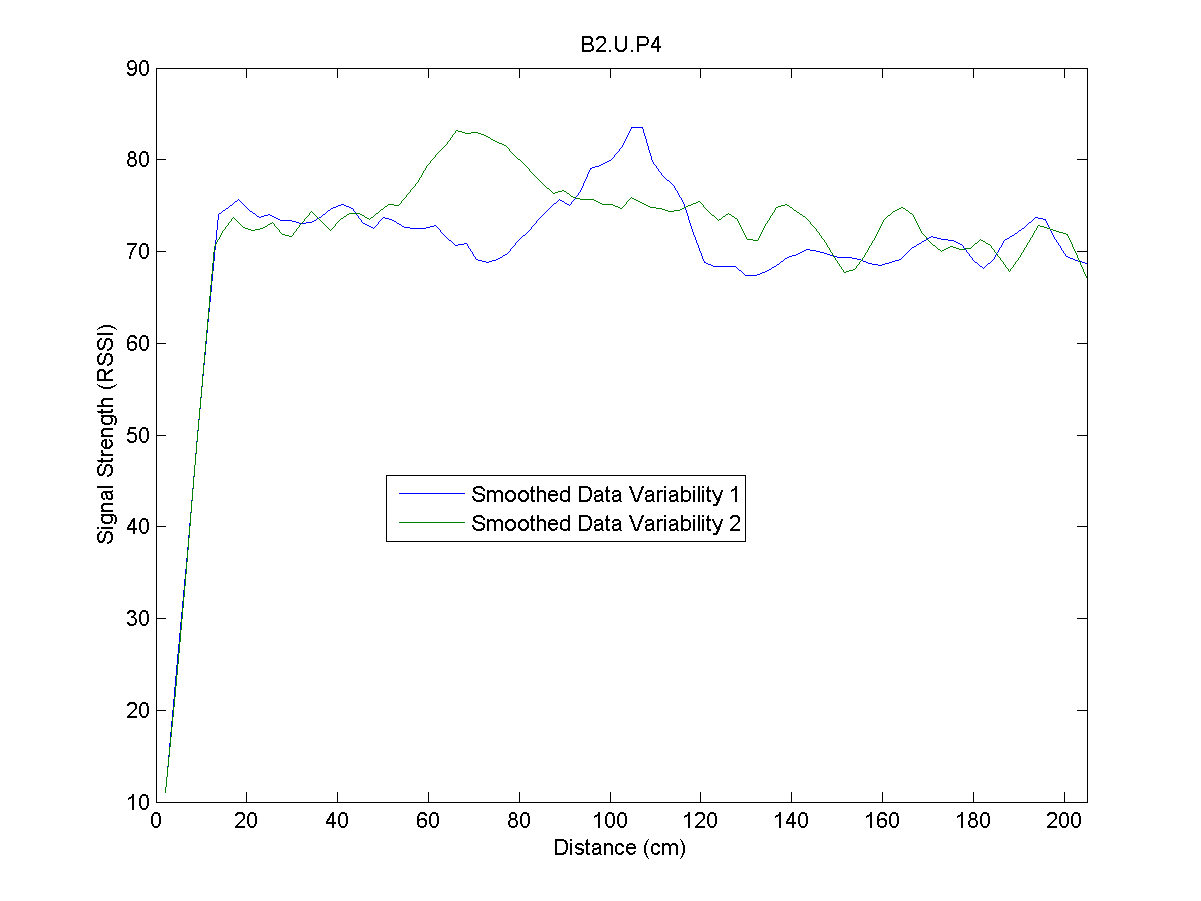 B2.U.P4
90
80
70
60
50
40
30
20
10
Signal Strength (RSSI)
Smoothed Data Variability 1
Smoothed Data Variability 2
0 20 40 60 80 100 120 140 160 180 200
Distance (cm)